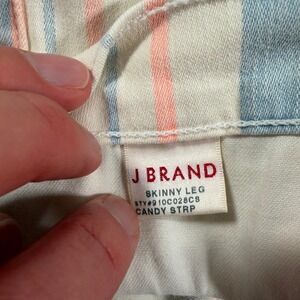 J BRAND
SKINNY LEG
STY#910C028CS
CANDY STRP